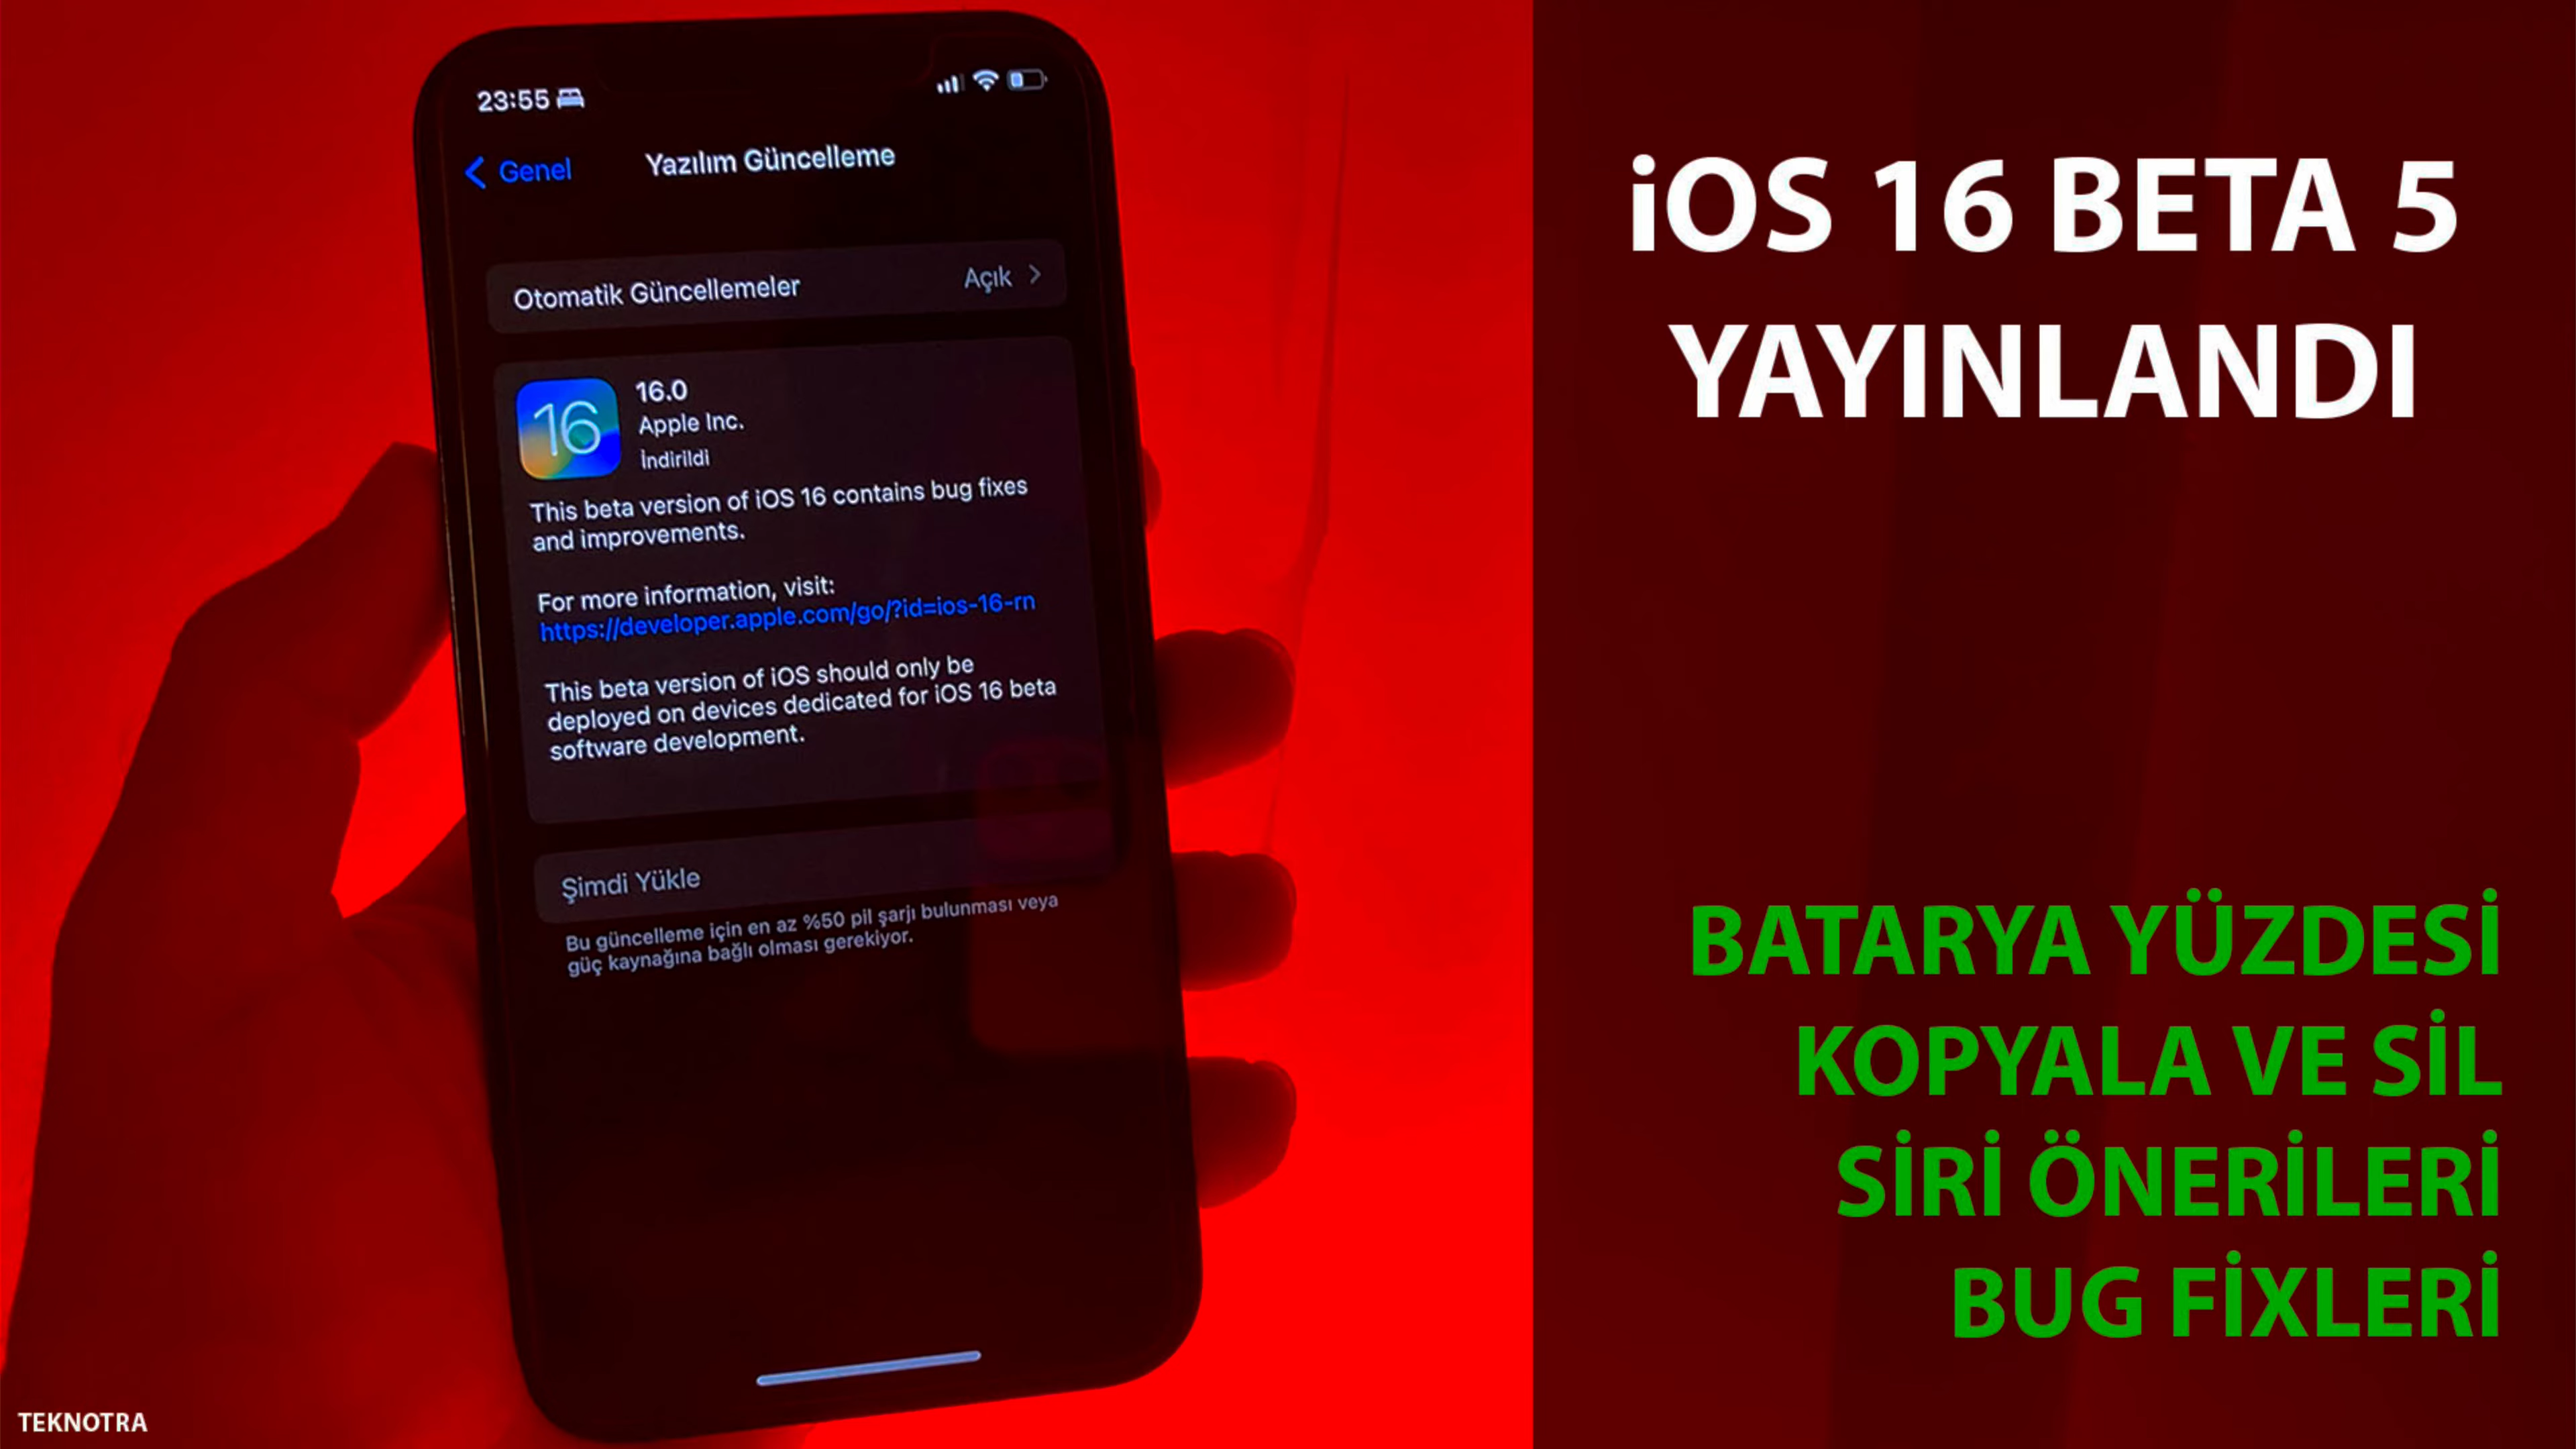 23:55
Genel
Yazılım Güncelleme
Otomatik Güncellemeler
Açık
16
16.0
Apple Inc.
İndirildi
This beta version of iOS 16 contains bug fixes
and improvements.
For more information, visit:
https://developer.apple.com/go/?id=ios-16-rn
This beta version of iOS should only be
deployed on devices dedicated for iOS 16 beta
software development.
Şimdi Yükle
Bu güncelleme için en az %50 pil şarjı bulunması veya
güç kaynağına bağlı olması gerekiyor.
TEKNOTRA
iOS 16 BETA 5
YAYINLANDI
BATARYA YÜZDESİ
KOPYALA VE SİL
SİRİ ÖNERİLERİ
BUG FİXLERİ